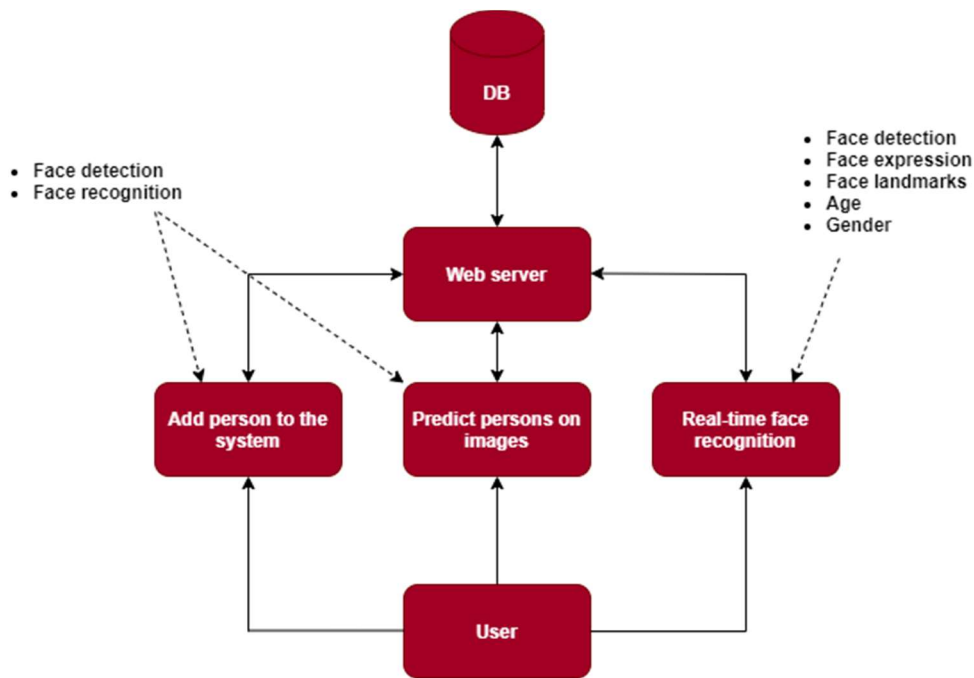 DB
• Face detection
• Face recognition
• Face detection
• Face expression
• Face landmarks
• Age
• Gender
Web server
Add person to the
system
Predict persons on
images
Real-time face
recognition
User